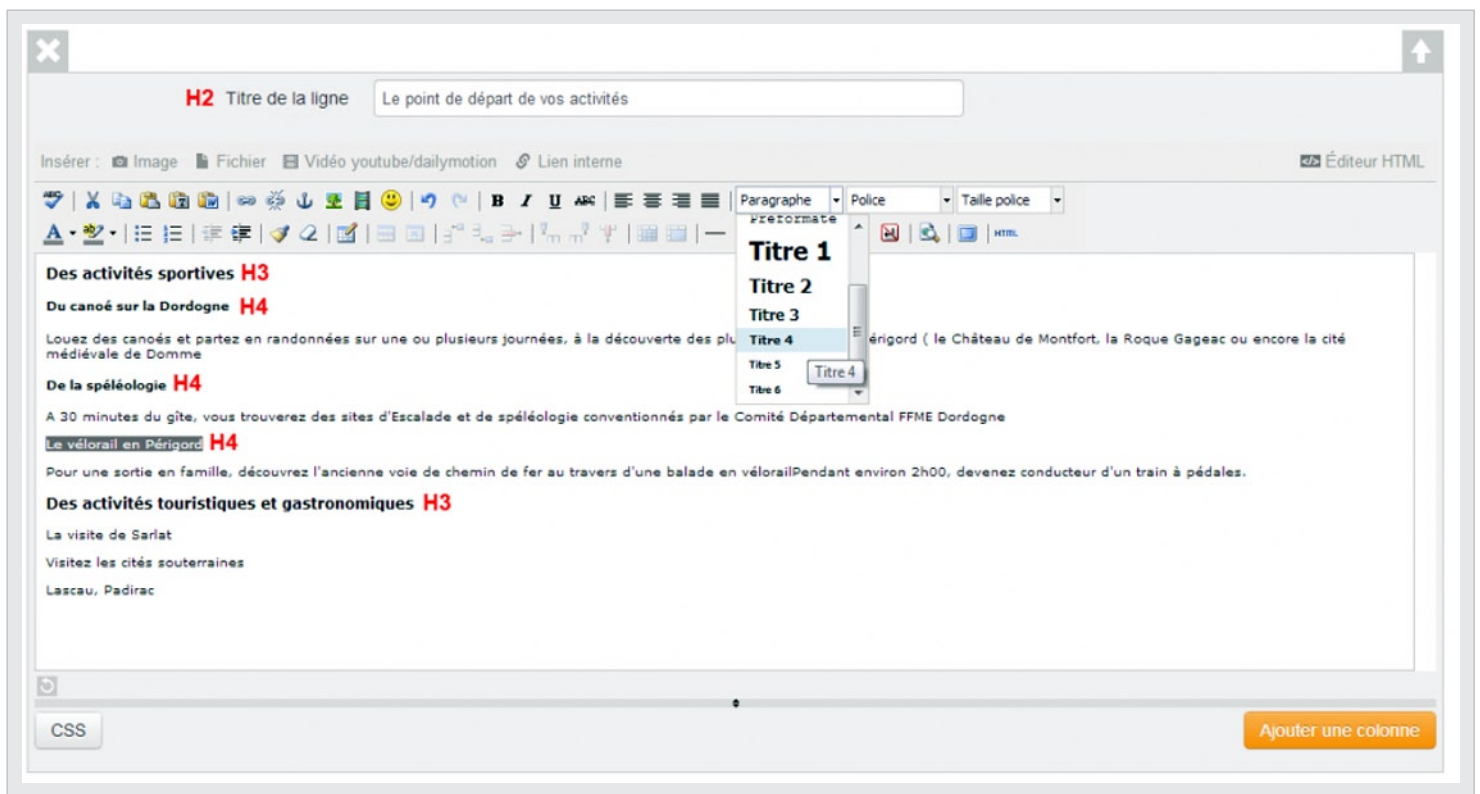 H2 Titre de la ligne Le point de départ de vos activités
Insérer : Image Fichier Vidéo youtube/dailymotion Lien interne Éditeur HTML
ABC B I U ABC Paragraphe Police Taille police
A ab HTML
Préformaté
Titre 1
Titre 2
Titre 3
Titre 4
Titre 5
Titre 6
Titre 4
Des activités sportives H3
Du canoé sur la Dordogne H4
Louez des canoés et partez en randonnées sur une ou plusieurs journées, à la découverte des plu érigord ( le Château de Montfort, la Roque Gageac ou encore la cité
médiévale de Domme
De la spéléologie H4
A 30 minutes du gîte, vous trouverez des sites d'Escalade et de spéléologie conventionnés par le Comité Départemental FFME Dordogne
Le vélorail en Périgord H4
Pour une sortie en famille, découvrez l'ancienne voie de chemin de fer au travers d'une balade en vélorailPendant environ 2h00, devenez conducteur d'un train à pédales.
Des activités touristiques et gastronomiques H3
La visite de Sarlat
Visitez les cités souterraines
Lascau, Padirac
CSS
Ajouter une colonne